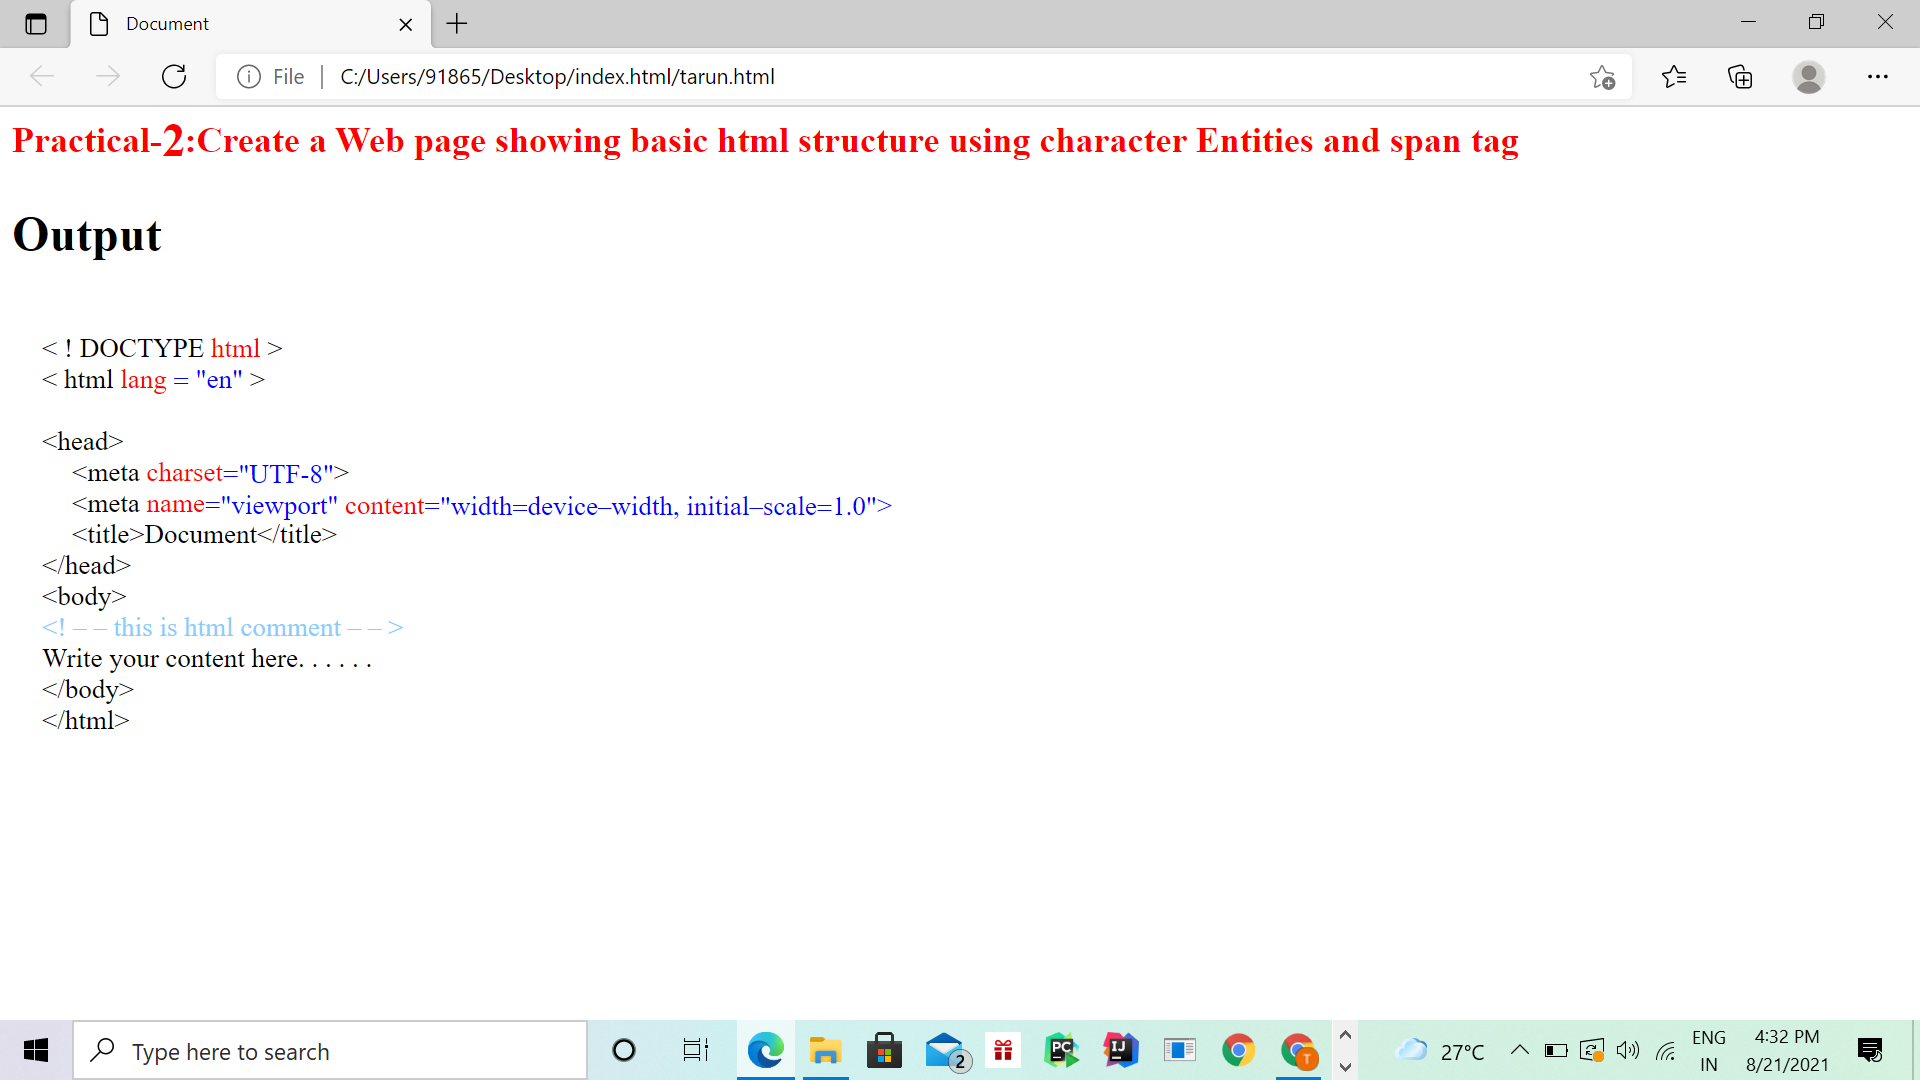 Document
File
C:/Users/91865/Desktop/index.html/tarun.html
Practical-2:Create a Web page showing basic html structure using character Entities and span tag
Output
< ! DOCTYPE html >
< html lang = "en" >
<head>
<meta charset="UTF-8">
<meta name="viewport" content="width=device–width, initial–scale=1.0">
<title>Document</title>
</head>
<body>
<! – – this is html comment – – >
Write your content here. . . . . .
</body>
</html>
Type here to search
2
PC
IJ
T
27°C
ENG
IN
4:32 PM
8/21/2021